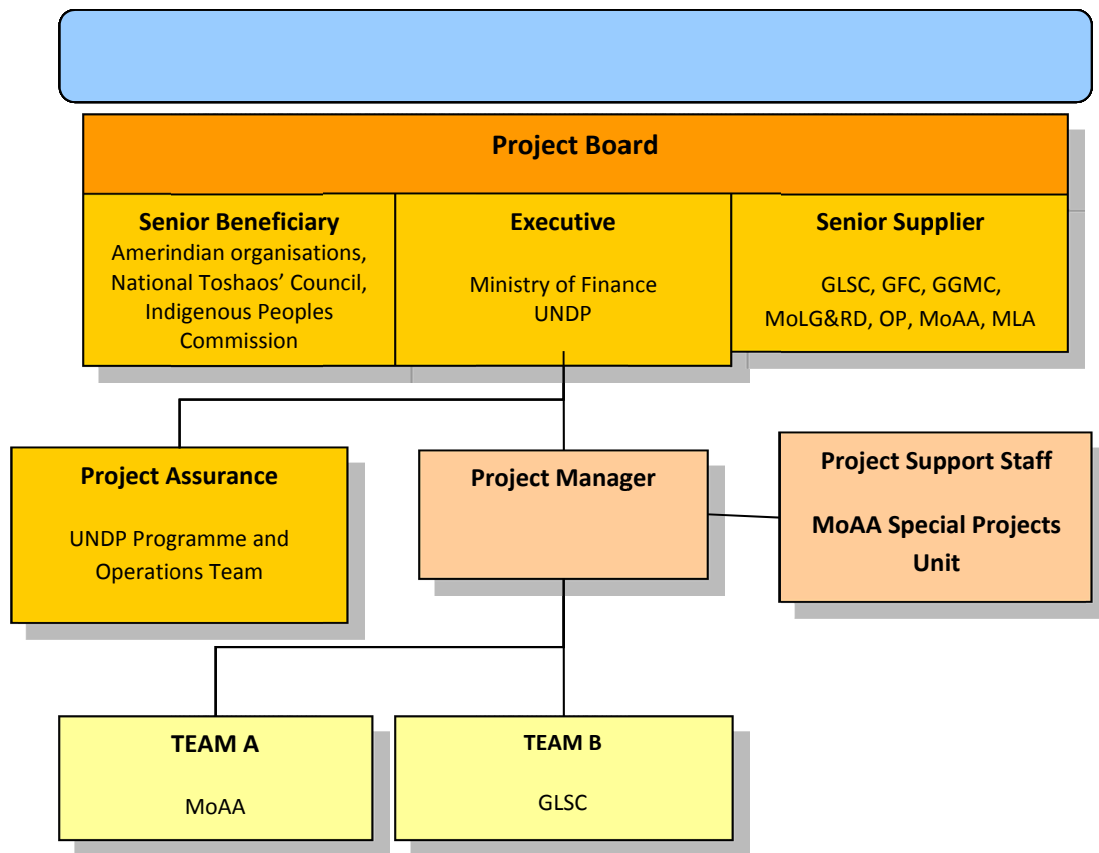 Project Board
Senior Beneficiary
Amerindian organisations,
National Toshaos' Council,
Indigenous Peoples
Commission
Executive
Ministry of Finance
UNDP
Senior Supplier
GLSC, GFC, GGMC,
MoLG&RD, OP, MoAA, MLA
Project Assurance
UNDP Programme and
Operations Team
Project Manager
Project Support Staff
MoAA Special Projects
Unit
TEAM A
MoAA
TEAM B
GLSC